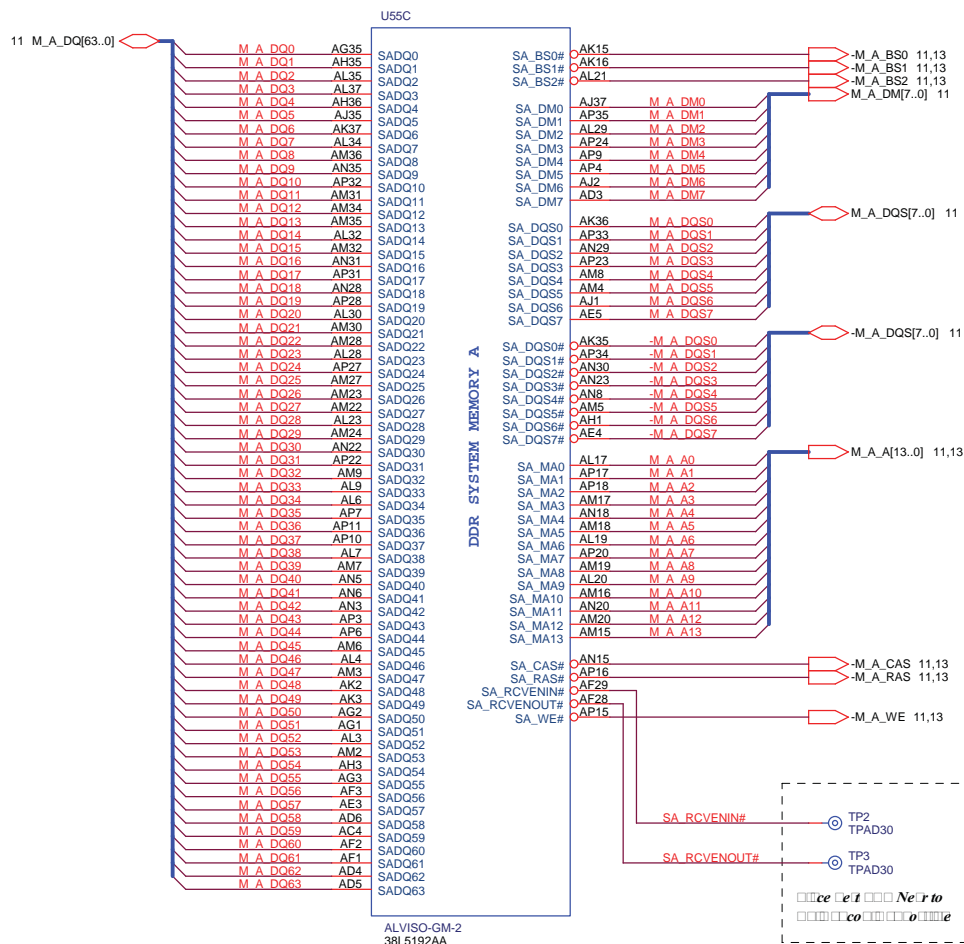 U55C
11 M_A_DQ[63..0]
M_A_DQ0 AG35 SADQ0
M_A_DQ1 AH35 SADQ1
M_A_DQ2 AL35 SADQ2
M_A_DQ3 AL37 SADQ3
M_A_DQ4 AH36 SADQ4
M_A_DQ5 AJ35 SADQ5
M_A_DQ6 AK37 SADQ6
M_A_DQ7 AL34 SADQ7
M_A_DQ8 AM36 SADQ8
M_A_DQ9 AN35 SADQ9
M_A_DQ10 AP32 SADQ10
M_A_DQ11 AM31 SADQ11
M_A_DQ12 AM34 SADQ12
M_A_DQ13 AM35 SADQ13
M_A_DQ14 AL32 SADQ14
M_A_DQ15 AM32 SADQ15
M_A_DQ16 AN31 SADQ16
M_A_DQ17 AP31 SADQ17
M_A_DQ18 AN28 SADQ18
M_A_DQ19 AP28 SADQ19
M_A_DQ20 AL30 SADQ20
M_A_DQ21 AM30 SADQ21
M_A_DQ22 AM28 SADQ22
M_A_DQ23 AL28 SADQ23
M_A_DQ24 AP27 SADQ24
M_A_DQ25 AM27 SADQ25
M_A_DQ26 AM23 SADQ26
M_A_DQ27 AM22 SADQ27
M_A_DQ28 AL23 SADQ28
M_A_DQ29 AM24 SADQ29
M_A_DQ30 AN22 SADQ30
M_A_DQ31 AP22 SADQ31
M_A_DQ32 AM9 SADQ32
M_A_DQ33 AL9 SADQ33
M_A_DQ34 AL6 SADQ34
M_A_DQ35 AP7 SADQ35
M_A_DQ36 AP11 SADQ36
M_A_DQ37 AP10 SADQ37
M_A_DQ38 AL7 SADQ38
M_A_DQ39 AM7 SADQ39
M_A_DQ40 AN5 SADQ40
M_A_DQ41 AN6 SADQ41
M_A_DQ42 AN3 SADQ42
M_A_DQ43 AP3 SADQ43
M_A_DQ44 AP6 SADQ44
M_A_DQ45 AM6 SADQ45
M_A_DQ46 AL4 SADQ46
M_A_DQ47 AM3 SADQ47
M_A_DQ48 AK2 SADQ48
M_A_DQ49 AK3 SADQ49
M_A_DQ50 AG2 SADQ50
M_A_DQ51 AG1 SADQ51
M_A_DQ52 AL3 SADQ52
M_A_DQ53 AM2 SADQ53
M_A_DQ54 AH3 SADQ54
M_A_DQ55 AG3 SADQ55
M_A_DQ56 AF3 SADQ56
M_A_DQ57 AE3 SADQ57
M_A_DQ58 AD6 SADQ58
M_A_DQ59 AC4 SADQ59
M_A_DQ60 AF2 SADQ60
M_A_DQ61 AF1 SADQ61
M_A_DQ62 AD4 SADQ62
M_A_DQ63 AD5 SADQ63
DDR SYSTEM MEMORY A
SA_BS0# AK15 -M_A_BS0 11,13
SA_BS1# AK16 -M_A_BS1 11,13
SA_BS2# AL21 -M_A_BS2 11,13
M_A_DM[7..0] 11
SA_DM0 AJ37 M_A_DM0
SA_DM1 AP35 M_A_DM1
SA_DM2 AL29 M_A_DM2
SA_DM3 AP24 M_A_DM3
SA_DM4 AP9 M_A_DM4
SA_DM5 AP4 M_A_DM5
SA_DM6 AJ2 M_A_DM6
SA_DM7 AD3 M_A_DM7
M_A_DQS[7..0] 11
SA_DQS0 AK36 M_A_DQS0
SA_DQS1 AP33 M_A_DQS1
SA_DQS2 AN29 M_A_DQS2
SA_DQS3 AP23 M_A_DQS3
SA_DQS4 AM8 M_A_DQS4
SA_DQS5 AM4 M_A_DQS5
SA_DQS6 AJ1 M_A_DQS6
SA_DQS7 AE5 M_A_DQS7
-M_A_DQS[7..0] 11
SA_DQS0# AK35 -M_A_DQS0
SA_DQS1# AP34 -M_A_DQS1
SA_DQS2# AN30 -M_A_DQS2
SA_DQS3# AN23 -M_A_DQS3
SA_DQS4# AN8 -M_A_DQS4
SA_DQS5# AM5 -M_A_DQS5
SA_DQS6# AH1 -M_A_DQS6
SA_DQS7# AE4 -M_A_DQS7
M_A_A[13..0] 11,13
SA_MA0 AL17 M_A_A0
SA_MA1 AP17 M_A_A1
SA_MA2 AP18 M_A_A2
SA_MA3 AM17 M_A_A3
SA_MA4 AN18 M_A_A4
SA_MA5 AM18 M_A_A5
SA_MA6 AL19 M_A_A6
SA_MA7 AP20 M_A_A7
SA_MA8 AM19 M_A_A8
SA_MA9 AL20 M_A_A9
SA_MA10 AM16 M_A_A10
SA_MA11 AN20 M_A_A11
SA_MA12 AM20 M_A_A12
SA_MA13 AM15 M_A_A13
SA_CAS# AN15 -M_A_CAS 11,13
SA_RAS# AP16 -M_A_RAS 11,13
SA_RCVENIN# AF29
SA_RCVENOUT# AF28
SA_WE# AP15 -M_A_WE 11,13
SA_RCVENIN# TP2
TPAD30
SA_RCVENOUT# TP3
TPAD30
to
ALVISO-GM-2
38L5192AA